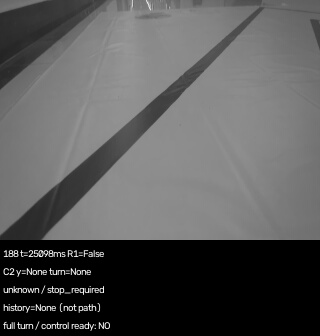 188 t=25098ms R1=False
C2 y=None turn=None
unknown / stop_required
history=None (not path)
full turn / control ready: NO